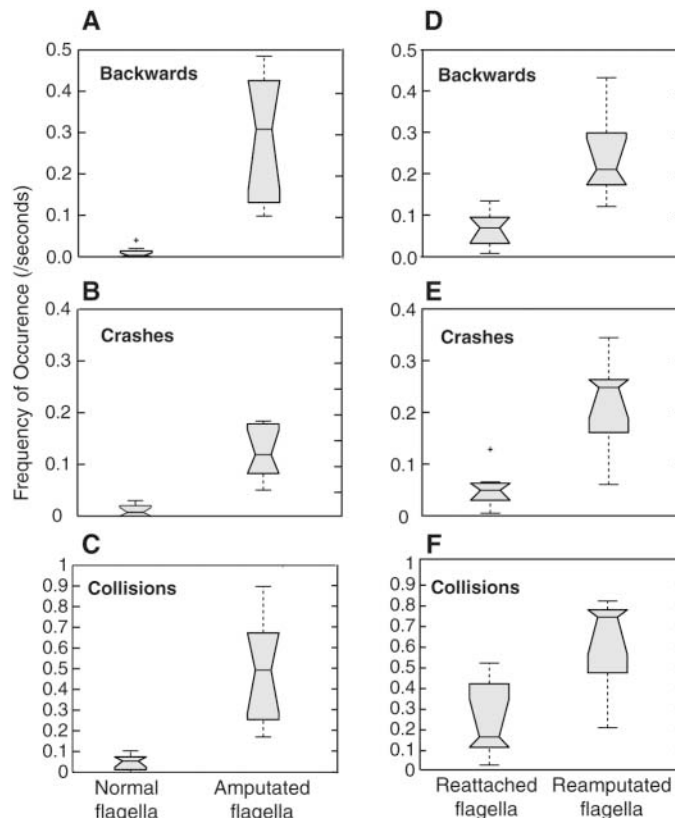 A
D
Frequency of Occurence (/seconds)
0.5
0.4
0.3
0.2
0.1
0.0
Backwards
0.5
0.4
0.3
0.2
0.1
0.0
Backwards
B
E
0.4
0.3
0.2
0.1
0
Crashes
0.4
0.3
0.2
0.1
0
Crashes
C
F
1
0.9
0.8
0.7
0.6
0.5
0.4
0.3
0.2
0.1
0
Collisions
1
0.9
0.8
0.7
0.6
0.5
0.4
0.3
0.2
0.1
0
Collisions
Normal
flagella
Amputated
flagella
Reattached
flagella
Reamputated
flagella